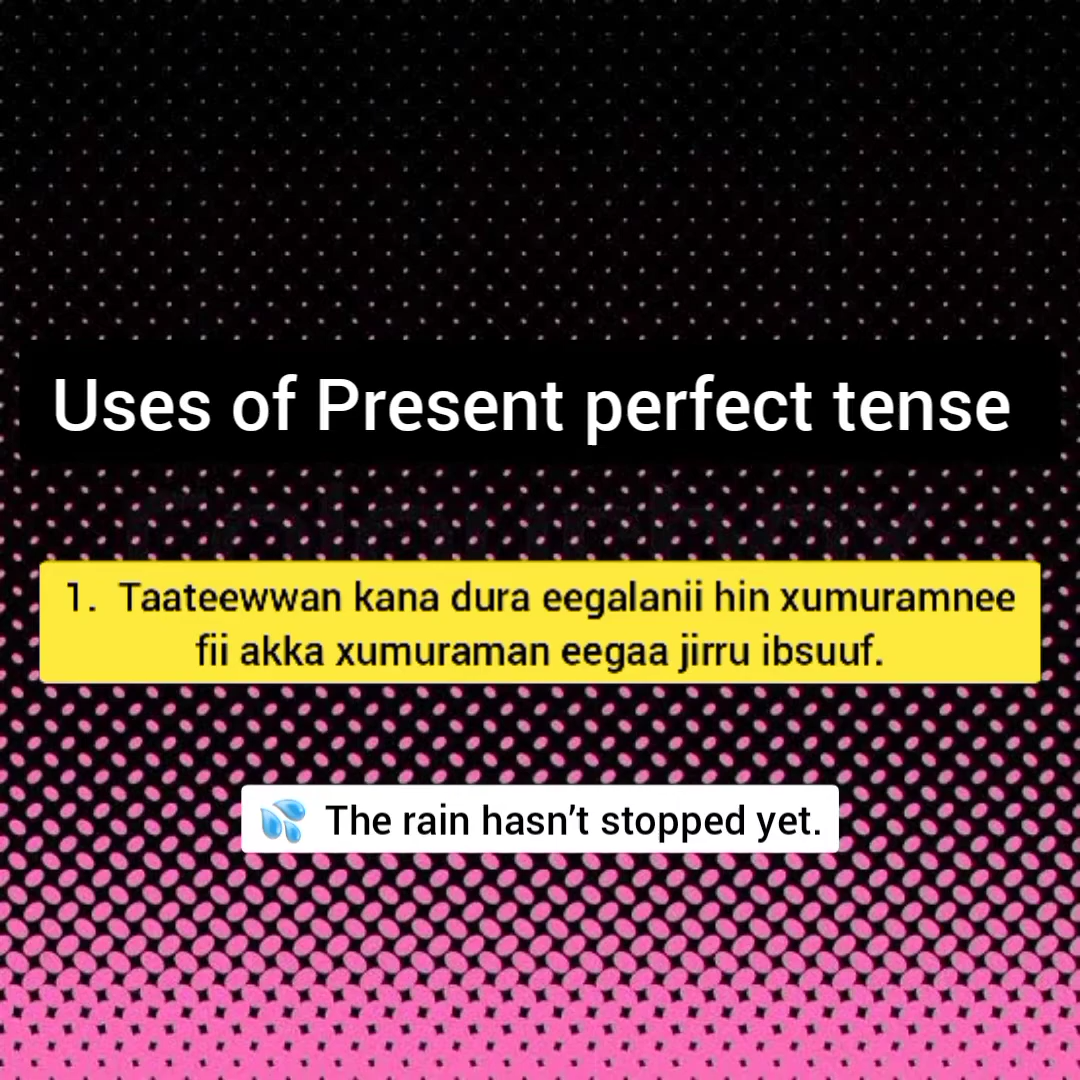 Uses of Present perfect tense
1. Taateewwan kana dura eegalanii hin xumuramnee
fii akka xumuraman eegaa jirru ibsuuf.
💦 The rain hasn’t stopped yet.